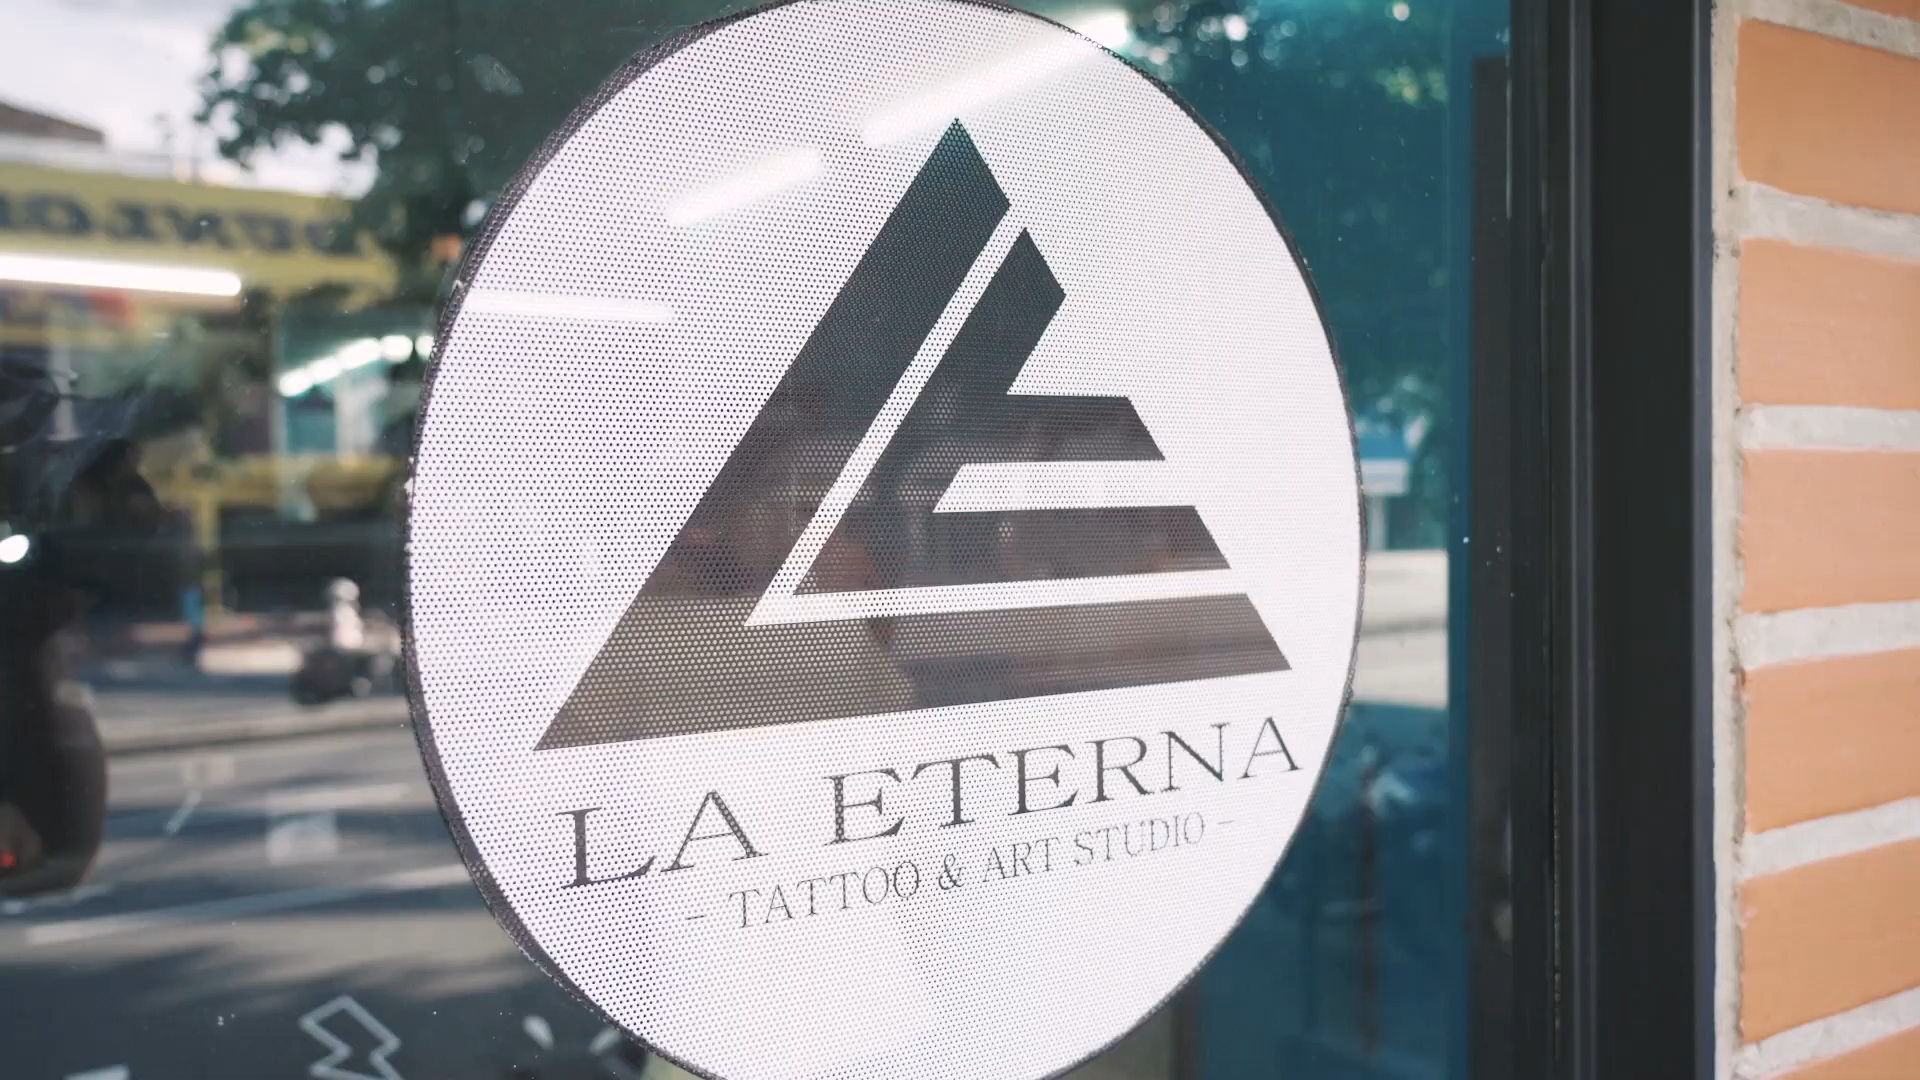 LA ETERNA
- TATTOO & ART STUDIO -